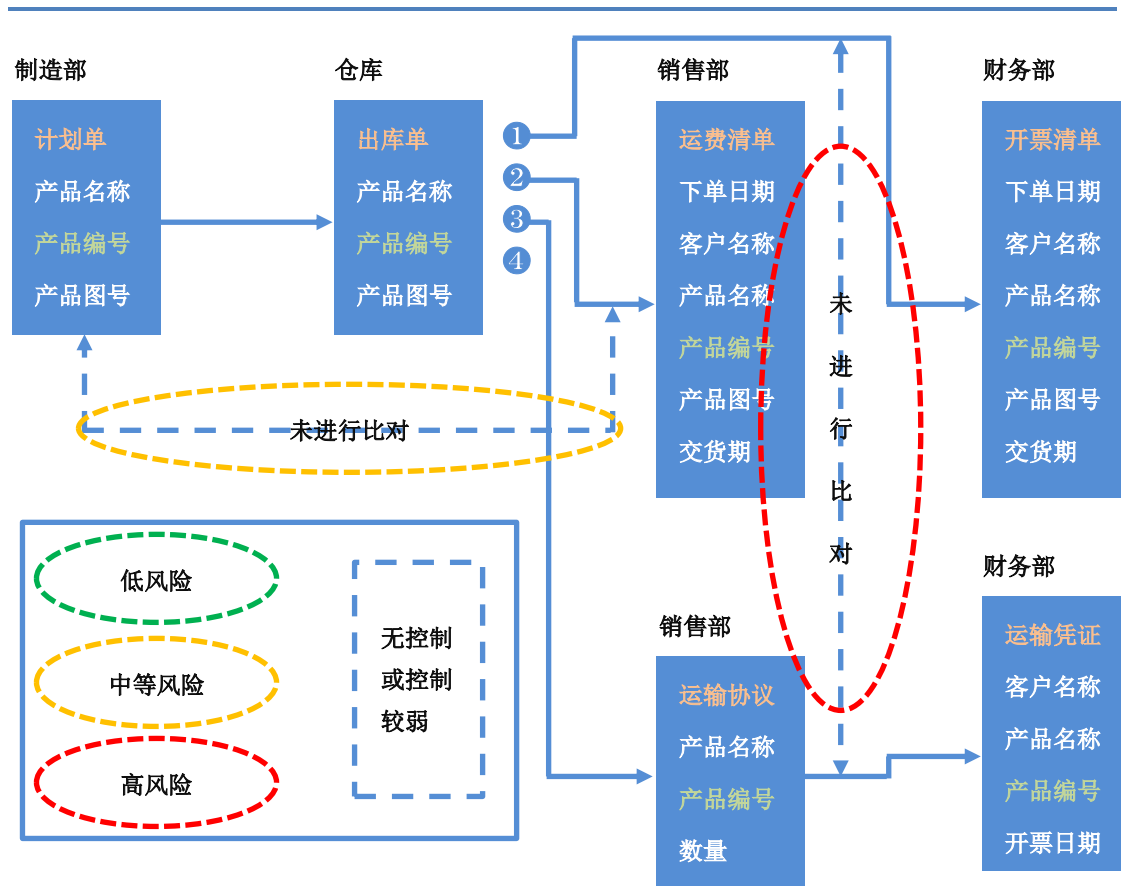 制造部
计划单
产品名称
产品编号
产品图号
仓库
出库单
产品名称
产品编号
产品图号
1
2
3
4
销售部
运费清单
下单日期
客户名称
产品名称
产品编号
产品图号
交货期
财务部
开票清单
下单日期
客户名称
产品名称
产品编号
产品图号
交货期
未进行比对
未
进
行
比
对
低风险
中等风险
高风险
无控制
或控制
较弱
销售部
运输协议
产品名称
产品编号
数量
财务部
运输凭证
客户名称
产品名称
产品编号
开票日期